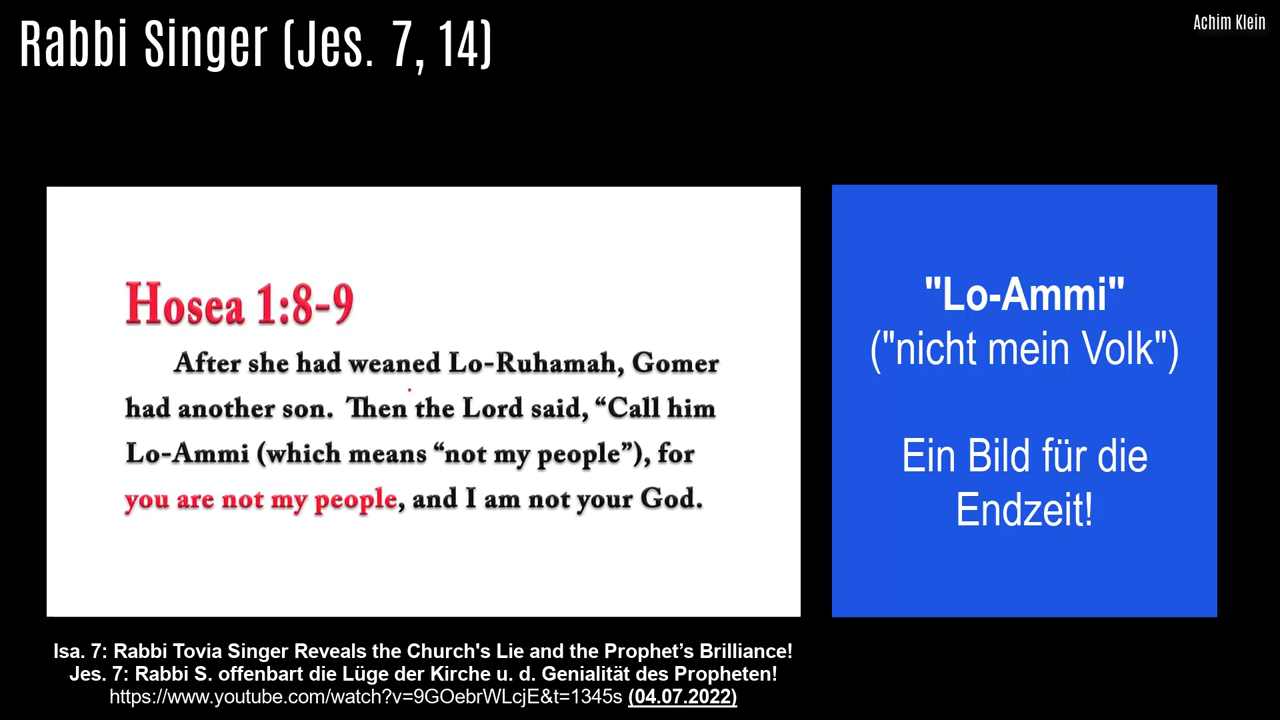 Rabbi Singer (Jes. 7, 14)
Achim Klein
Hosea 1:8-9
After she had weaned Lo-Ruhamah, Gomer
had another son. Then the Lord said, “Call him
Lo-Ammi (which means “not my people”), for
you are not my people, and I am not your God.
"Lo-Ammi"
("nicht mein Volk")
Ein Bild für die
Endzeit!
Isa. 7: Rabbi Tovia Singer Reveals the Church's Lie and the Prophet’s Brilliance!
Jes. 7: Rabbi S. offenbart die Lüge der Kirche u. d. Genialität des Propheten!
https://www.youtube.com/watch?v=9GOebrWLcjE&t=1345s (04.07.2022)